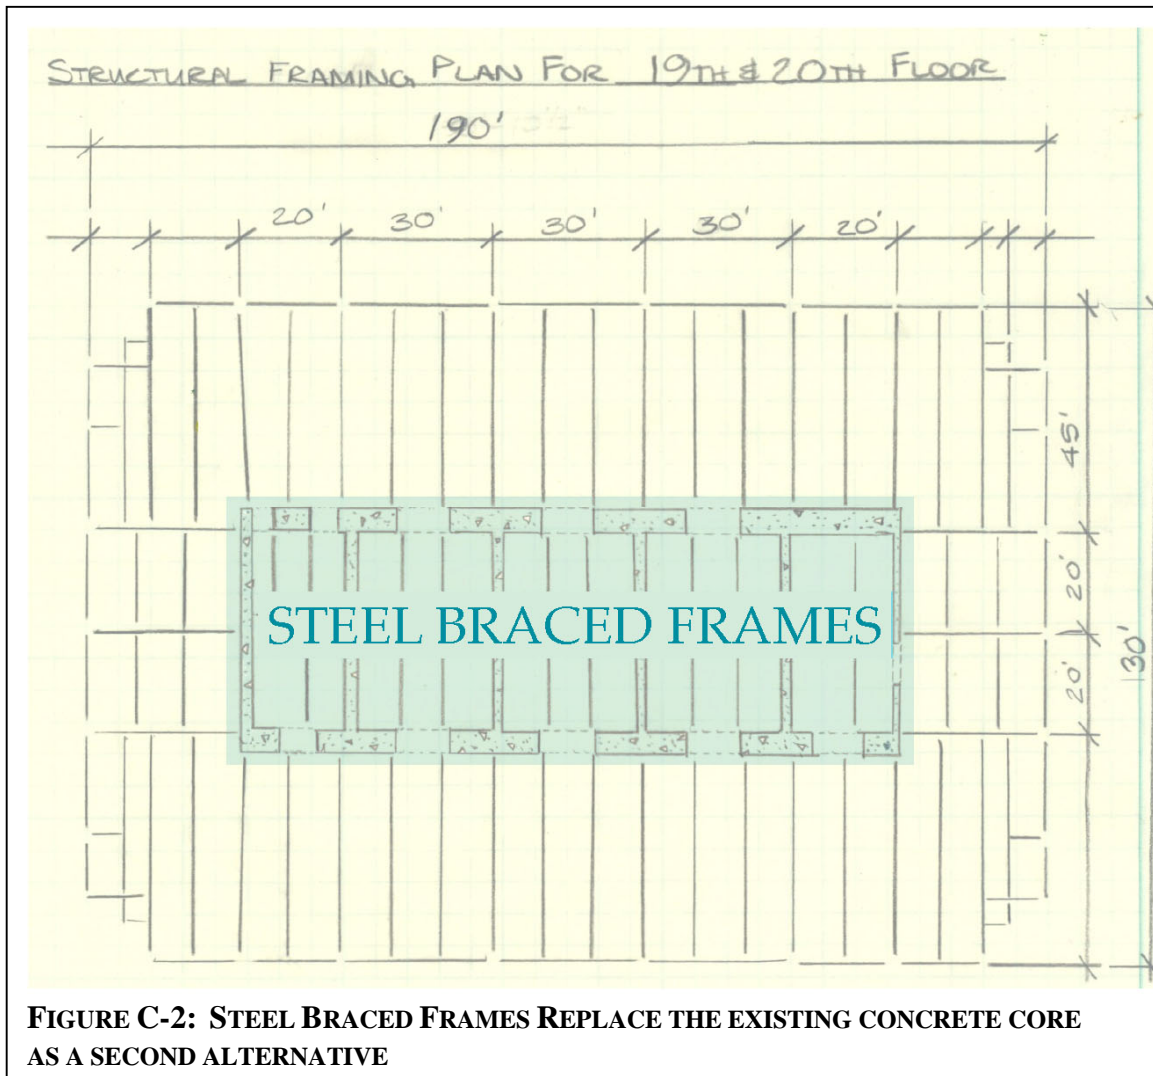 STRUCTURAL FRAMING PLAN FOR 19TH & 20TH FLOOR
190'
20' 30' 30' 30' 20'
45'
STEEL BRACED FRAMES
20'
130'
20'
FIGURE C-2: STEEL BRACED FRAMES REPLACE THE EXISTING CONCRETE CORE
AS A SECOND ALTERNATIVE